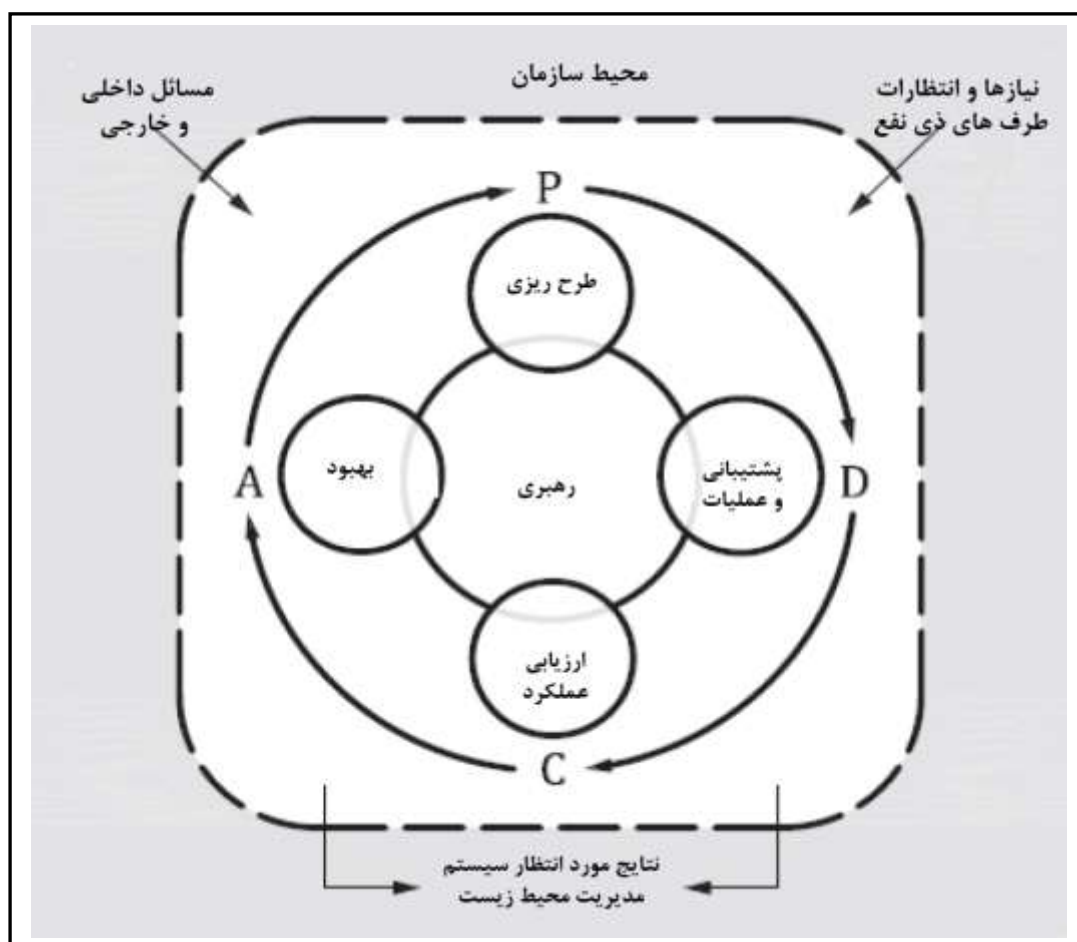 محیط سازمان
نیازها و انتظارات
طرف های ذی نفع
مسائل داخلی
و خارجی
P
طرح ریزی
پشتیبانی
و عملیات
D
رهبری
بهبود
A
ارزیابی
عملکرد
C
نتایج مورد انتظار سیستم
مدیریت محیط زیست